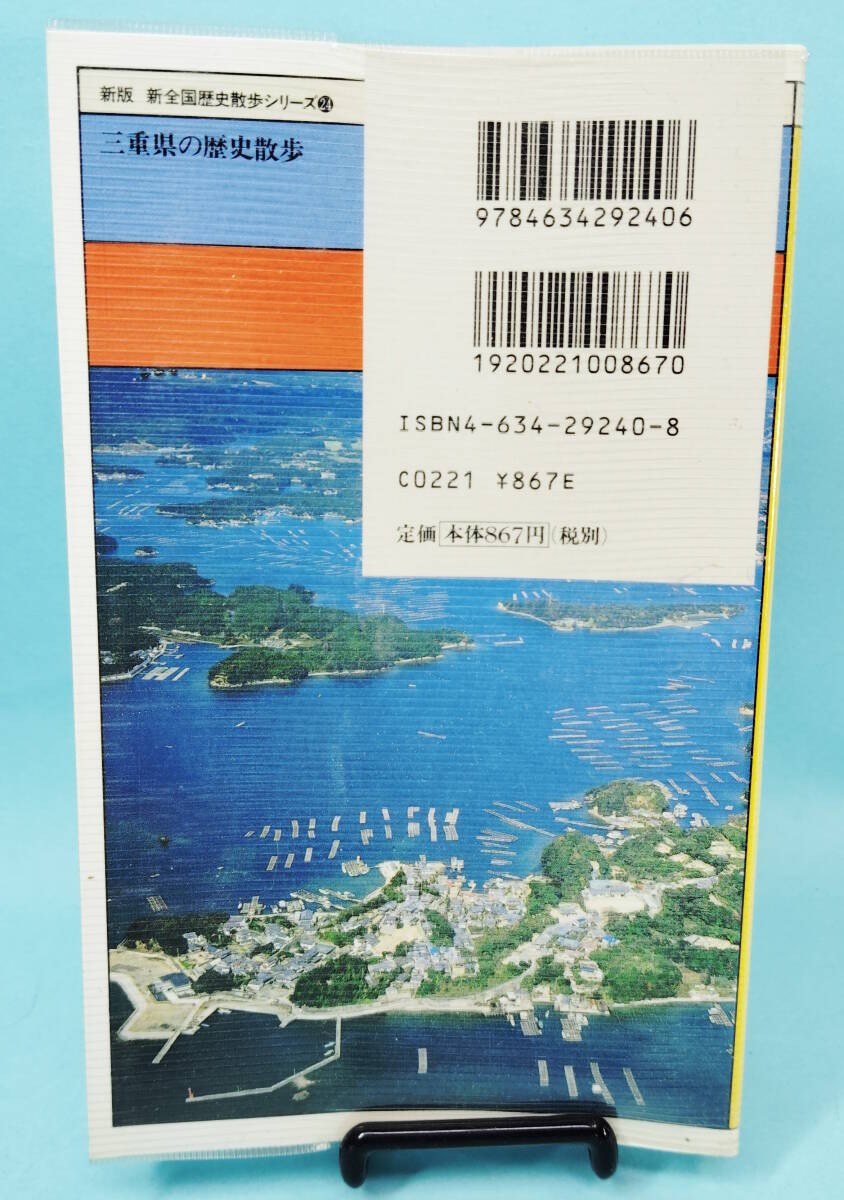 新版 新全国歴史散歩シリーズ㉔
三重県の歴史散歩
9784634292406
1920221008670
ISBN4-634-29240-8
C0221 ¥867E
定価 本体867円(税別)